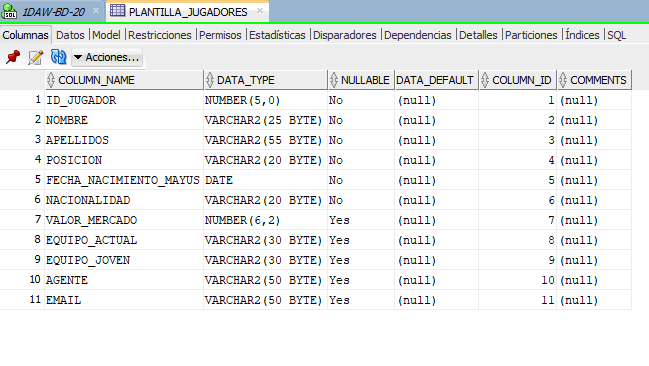 SQL 1DAW-BD-20 PLANTILLA_JUGADORES
Columnas Datos Model Restricciones Permisos Estadísticas Disparadores Dependencias Detalles Particiones Índices SQL
Acciones...
COLUMN_NAME DATA_TYPE NULLABLE DATA_DEFAULT COLUMN_ID COMMENTS
1 ID_JUGADOR NUMBER(5,0) No (null) 1 (null)
2 NOMBRE VARCHAR2(25 BYTE) No (null) 2 (null)
3 APELLIDOS VARCHAR2(55 BYTE) No (null) 3 (null)
4 POSICION VARCHAR2(20 BYTE) No (null) 4 (null)
5 FECHA_NACIMIENTO_MAYUS DATE No (null) 5 (null)
6 NACIONALIDAD VARCHAR2(20 BYTE) No (null) 6 (null)
7 VALOR_MERCADO NUMBER(6,2) Yes (null) 7 (null)
8 EQUIPO_ACTUAL VARCHAR2(30 BYTE) Yes (null) 8 (null)
9 EQUIPO_JOVEN VARCHAR2(30 BYTE) Yes (null) 9 (null)
10 AGENTE VARCHAR2(50 BYTE) Yes (null) 10 (null)
11 EMAIL VARCHAR2(50 BYTE) Yes (null) 11 (null)